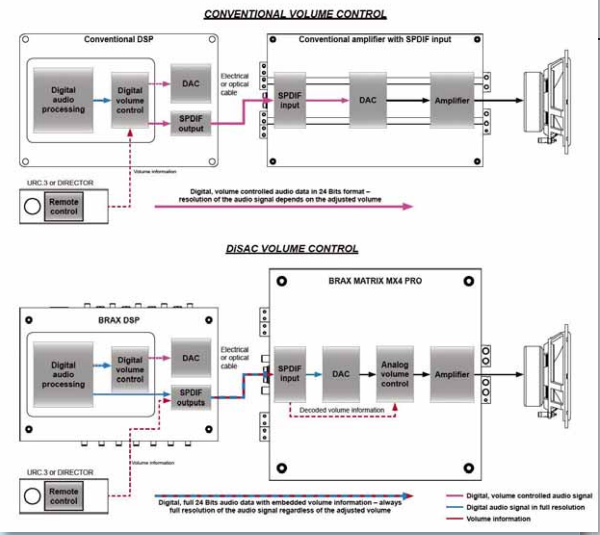 CONVENTIONAL VOLUME CONTROL
Conventional DSP
Conventional amplifier with SPDIF input
Digital
audio
processing
Digital
volume
control
DAC
SPDIF
output
Electrical
or optical
cable
SPDIF
input
DAC
Amplifier
Volume information
URC.3 or DIRECTOR
Remote
control
Digital, volume controlled audio data in 24 Bits format –
resolution of the audio signal depends on the adjusted volume
DiSAC VOLUME CONTROL
BRAX DSP
BRAX MATRIX MX4 PRO
Digital
audio
processing
Digital
volume
control
DAC
SPDIF
outputs
Electrical
or optical
cable
SPDIF
input
DAC
Analog
volume
control
Amplifier
Decoded volume information
Volume information
URC.3 or DIRECTOR
Remote
control
Digital, full 24 Bits audio data with embedded volume information – always
full resolution of the audio signal regardless of the adjusted volume
Digital, volume controlled audio signal
Digital audio signal in full resolution
Volume information